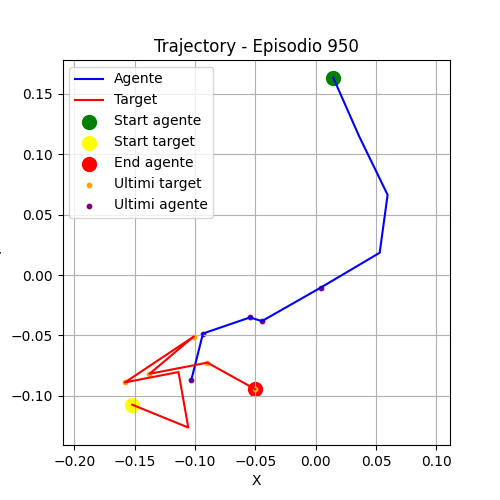 Trajectory - Episodio 950
Agente
Target
Start agente
Start target
End agente
Ultimi target
Ultimi agente
0.15
0.10
0.05
0.00
−0.05
−0.10
−0.20
−0.15
−0.10
−0.05
0.00
0.05
0.10
X